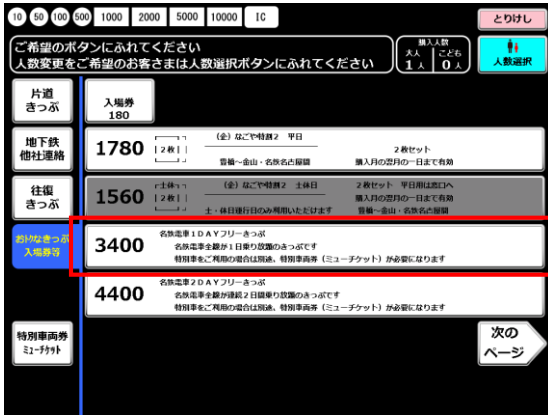 10 50 100 500 1000 2000 5000 10000 IC
とりけし
ご希望のボタンにふれてください
人数変更をご希望のお客さまは人数選択ボタンにふれてください
購入人数
大人 こども
1人 0人
人数選択
片道
きっぷ
入場券
180
地下鉄
他社連絡
1780
2枚
(企) なごや特割2 平日
豊橋～金山・名鉄名古屋間
2枚セット
購入月の翌月の一日まで有効
往復
きっぷ
1560
土休
2枚
(企) なごや特割2 土休日
土・休日運行日のみ利用いただけます
2枚セット 平日用は窓口へ
購入月の翌月の一日まで有効
豊橋～金山・名鉄名古屋間
おトクなきっぷ
入場券等
3400
名鉄電車1DAYフリーきっぷ
名鉄電車全線が1日乗り放題のきっぷです
特別車をご利用の場合は別途、特別車両券（ミューチケット）が必要になります
4400
名鉄電車2DAYフリーきっぷ
名鉄電車全線が連続2日間乗り放題のきっぷです
特別車をご利用の場合は別途、特別車両券（ミューチケット）が必要になります
特別車両券
ミューチケット
次の
ページ